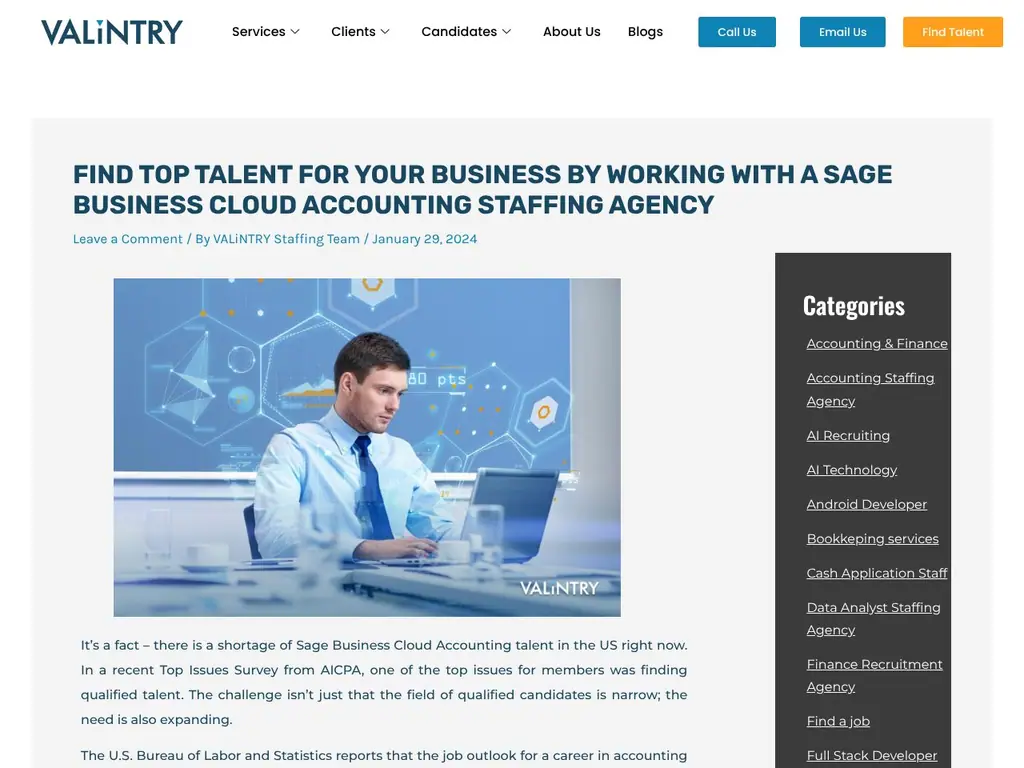 VALiNTRY
Services
Clients
Candidates
About Us
Blogs
Call Us
Email Us
Find Talent
FIND TOP TALENT FOR YOUR BUSINESS BY WORKING WITH A SAGE
BUSINESS CLOUD ACCOUNTING STAFFING AGENCY
Leave a Comment / By VALiNTRY Staffing Team / January 29, 2024
80 pts
VALiNTRY
It’s a fact – there is a shortage of Sage Business Cloud Accounting talent in the US right now.
In a recent Top Issues Survey from AICPA, one of the top issues for members was finding
qualified talent. The challenge isn’t just that the field of qualified candidates is narrow; the
need is also expanding.
The U.S. Bureau of Labor and Statistics reports that the job outlook for a career in accounting
Categories
Accounting & Finance
Accounting Staffing
Agency
AI Recruiting
AI Technology
Android Developer
Bookkeping services
Cash Application Staff
Data Analyst Staffing
Agency
Finance Recruitment
Agency
Find a job
Full Stack Developer